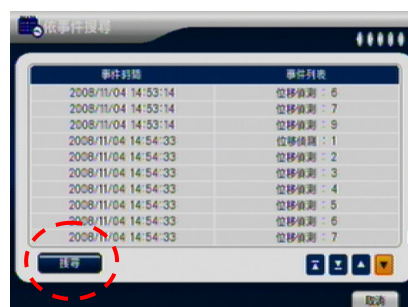 依事件搜尋
事件時間 事件列表
2008/11/04 14:53:14 位移偵測 : 6
2008/11/04 14:53:14 位移偵測 : 7
2008/11/04 14:53:14 位移偵測 : 9
2008/11/04 14:54:33 位移偵測 : 1
2008/11/04 14:54:33 位移偵測 : 2
2008/11/04 14:54:33 位移偵測 : 3
2008/11/04 14:54:33 位移偵測 : 4
2008/11/04 14:54:33 位移偵測 : 5
2008/11/04 14:54:33 位移偵測 : 6
2008/11/04 14:54:33 位移偵測 : 7
搜尋
取消